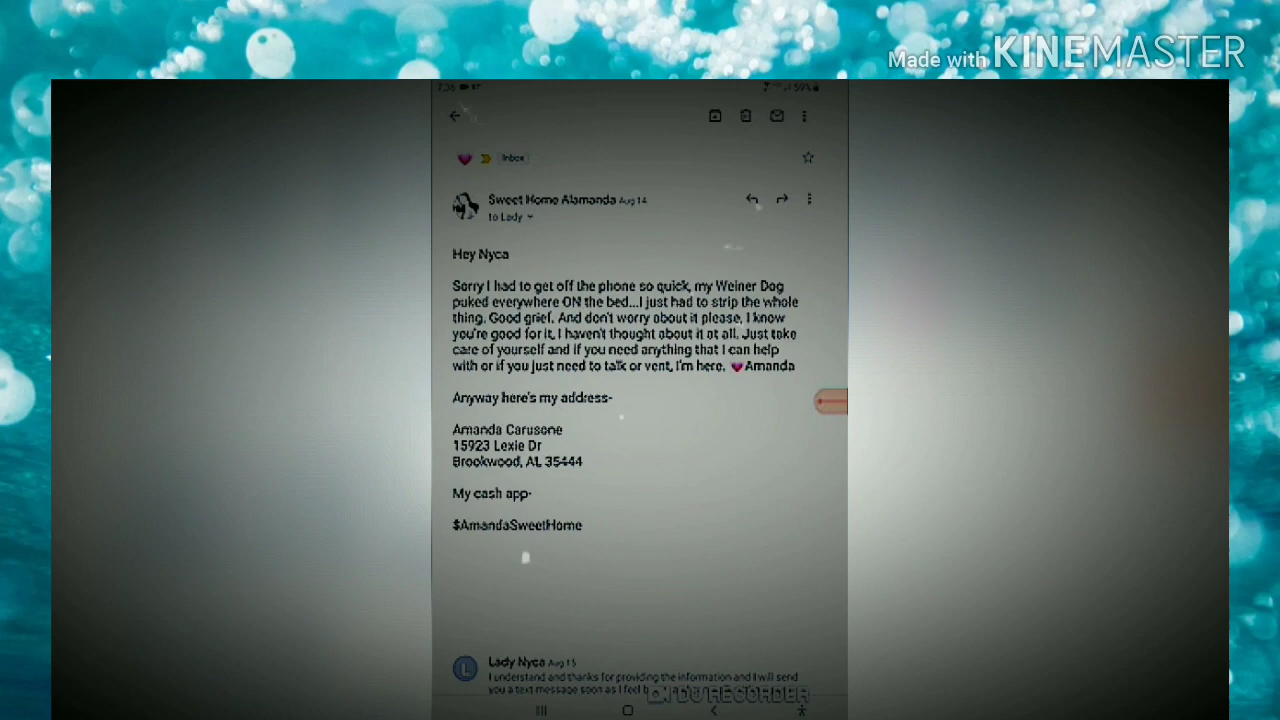 Made with KINEMASTER
Inbox
Sweet Home Alamanda Aug 14
to Lady
Hey Nyca
Sorry I had to get off the phone so quick, my Weiner Dog
puked everywhere ON the bed...I just had to strip the whole
thing. Good grief. And don't worry about it please, I know
you're good for it, I haven't thought about it at all. Just take
care of yourself and if you need anything that I can help
with or if you just need to talk or vent, I'm here. 💗Amanda
Anyway here's my address-
Amanda Carusone
15923 Lexie Dr
Brookwood, AL 35444
My cash app-
$AmandaSweetHome
L
Lady Nyca Aug 15
I understand and thanks for providing the information and I will send
you a text message soon as I feel
DU RECORDER